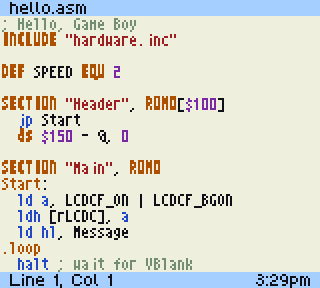 hello.asm
; Hello, Game Boy
INCLUDE "hardware.inc"
DEF SPEED EQU 2
SECTION "Header", ROM0[$100]
jp Start
ds $150 - @, 0
SECTION "Main", ROM0
Start:
ld a, LCDCF_ON | LCDCF_BGON
ldh [rLCDC], a
ld hl, Message
.loop
halt ; wait for VBlank
Line 1, Col 1 3:29pm